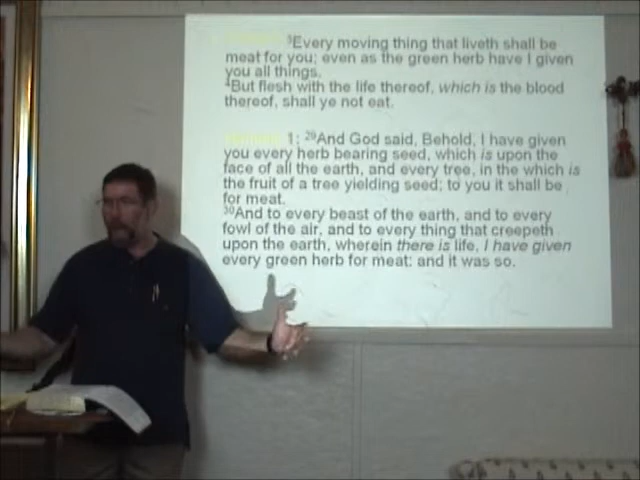 ³Every moving thing that liveth shall be
meat for you; even as the green herb have I given
you all things.
⁴But flesh with the life thereof, which is the blood
thereof, shall ye not eat.
1: ²⁹And God said, Behold, I have given
you every herb bearing seed, which is upon the
face of all the earth, and every tree, in the which is
the fruit of a tree yielding seed; to you it shall be
for meat.
³⁰And to every beast of the earth, and to every
fowl of the air, and to every thing that creepeth
upon the earth, wherein there is life, I have given
every green herb for meat: and it was so.